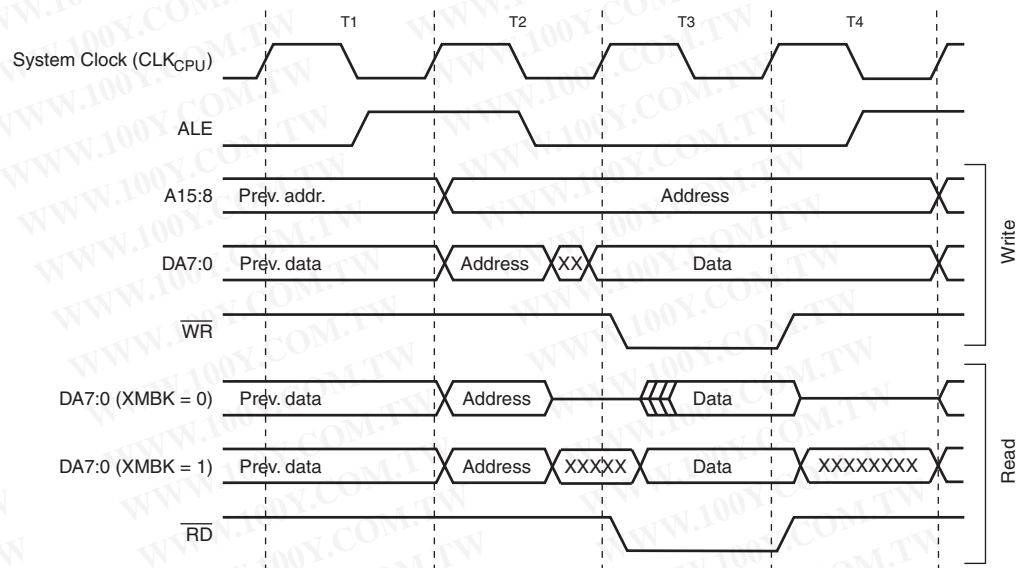 T1 T2 T3 T4
System Clock (CLKCPU)
ALE
A15:8 Prev. addr. Address
DA7:0 Prev. data Address XX Data
WR
Write
DA7:0 (XMBK = 0) Prev. data Address Data
DA7:0 (XMBK = 1) Prev. data Address XXXXX Data XXXXXXXX
RD
Read
WWW.100Y.COM.TW